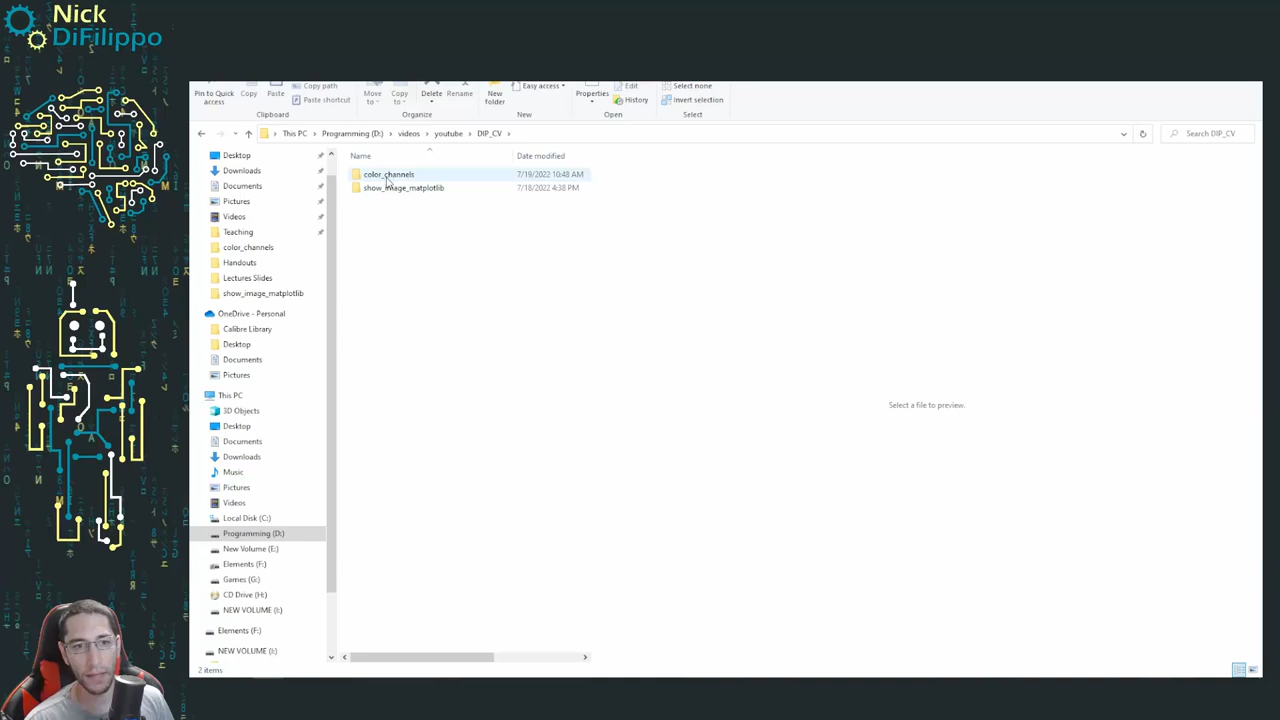 Nick
DiFilippo
Pin to Quick access
Copy
Paste
Copy path
Paste shortcut
Move to
Copy to
Delete
Rename
New folder
Easy access
Properties
Edit
History
Select none
Invert selection
Clipboard
Organize
New
Open
Select
This PC > Programming (D:) > videos > youtube > DIP_CV >
Search DIP_CV
Name
Date modified
color_channels 7/19/2022 10:48 AM
show_image_matplotlib 7/18/2022 4:38 PM
Desktop
Downloads
Documents
Pictures
Videos
Teaching
color_channels
Handouts
Lectures Slides
show_image_matplotlib
OneDrive - Personal
Calibre Library
Desktop
Documents
Pictures
This PC
3D Objects
Desktop
Documents
Downloads
Music
Pictures
Videos
Local Disk (C:)
Programming (D:)
New Volume (E:)
Elements (F:)
Games (G:)
CD Drive (H:)
NEW VOLUME (I:)
Elements (F:)
NEW VOLUME (I:)
Select a file to preview.
2 items